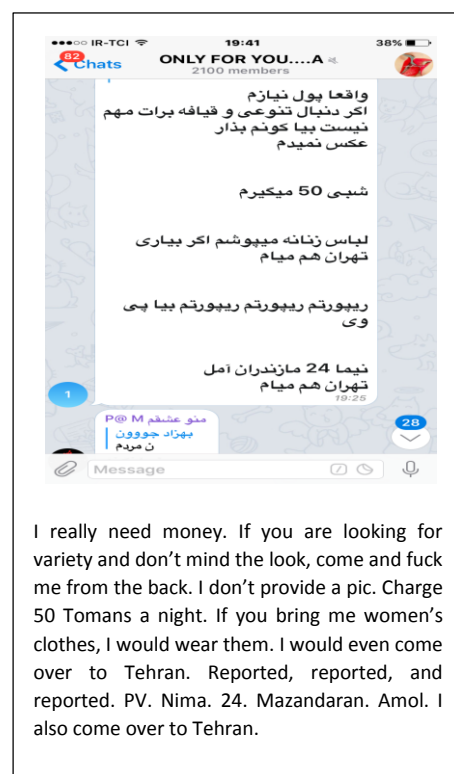 IR-TCI 19:41 38%
82
Chats ONLY FOR YOU....A
2100 members
واقعا پول نیازم
اگر دنبال تنوعی و قیافه برات مهم
نیست بیا کونم بذار
عکس نمیدم
شبی 50 میگیرم
لباس زنانه میپوشم اگر بیاری
تهران هم میام
ریپورتم ریپورتم ریپورتم بیا پی
وی
نیما 24 مازندران آمل
تهران هم میام
19:25
1
منو عشقم P@ M
بهزاد جووون
ن مردم
28
Message
I really need money. If you are looking for
variety and don’t mind the look, come and fuck
me from the back. I don’t provide a pic. Charge
50 Tomans a night. If you bring me women’s
clothes, I would wear them. I would even come
over to Tehran. Reported, reported, and
reported. PV. Nima. 24. Mazandaran. Amol. I
also come over to Tehran.